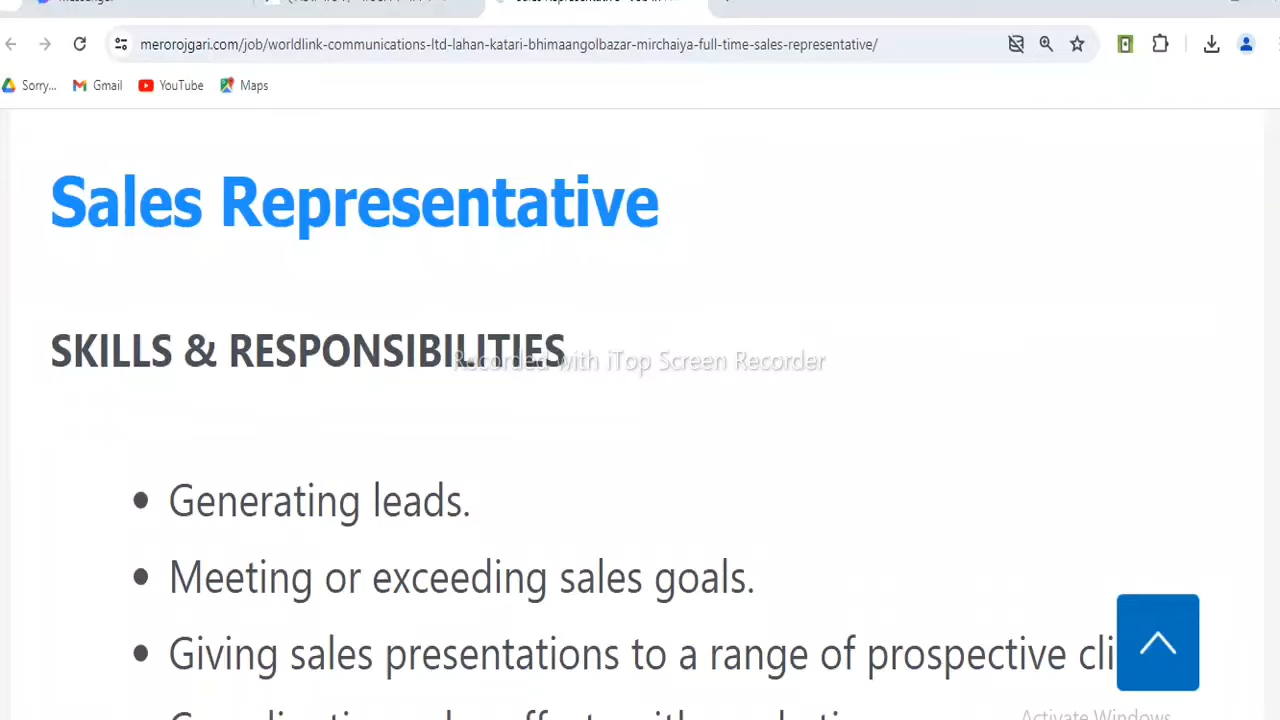 merorojgari.com/job/worldlink-communications-ltd-lahan-katari-bhimaangolbazar-mirchaiya-full-time-sales-representative/
Sorry... Gmail YouTube Maps
Sales Representative
SKILLS & RESPONSIBILITIES
Recorded with iTop Screen Recorder
Generating leads.
Meeting or exceeding sales goals.
Giving sales presentations to a range of prospective cli
Activate Windows